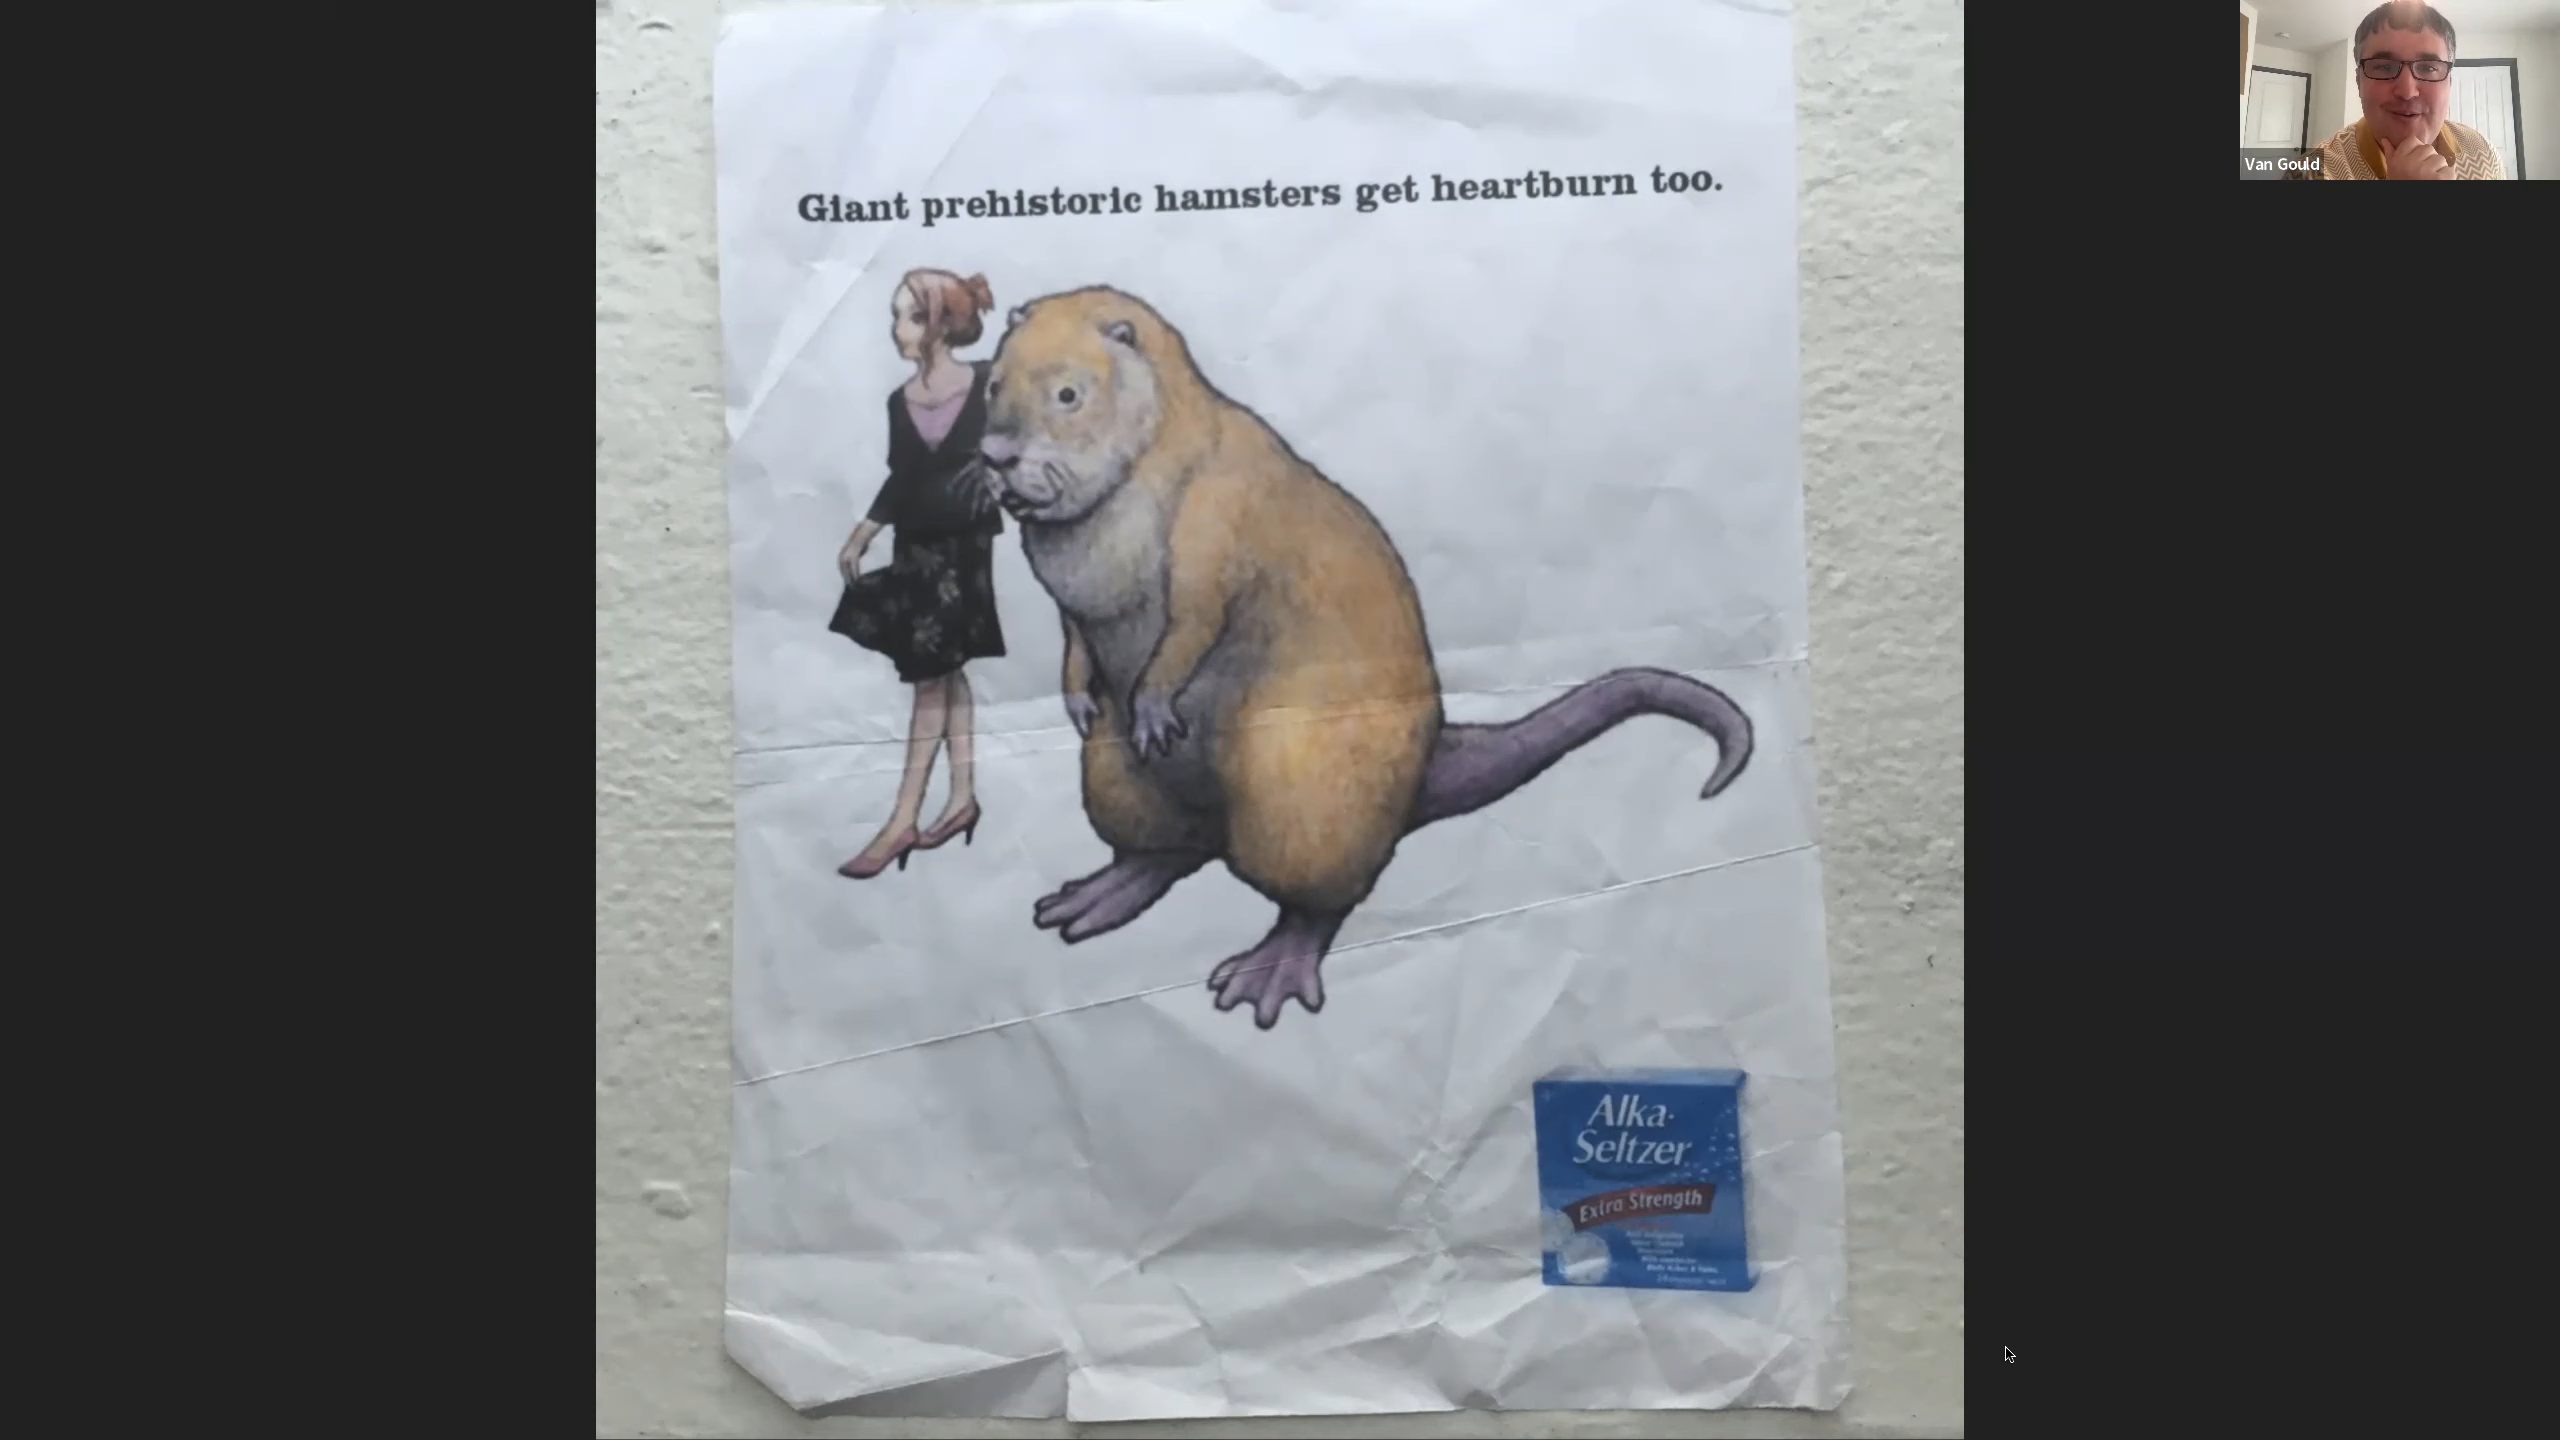 Giant prehistoric hamsters get heartburn too.
Alka-
Seltzer
Extra Strength
Van Gould